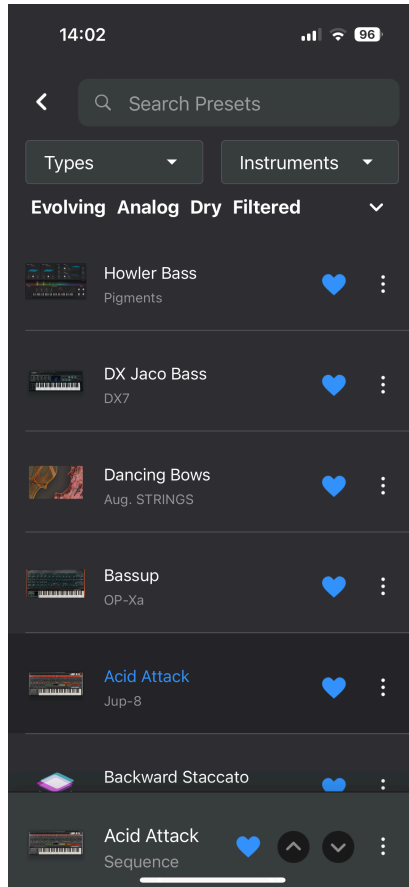 14:02
96
Search Presets
Types
Instruments
Evolving Analog Dry Filtered
Howler Bass
Pigments
DX Jaco Bass
DX7
Dancing Bows
Aug. STRINGS
Bassup
OP-Xa
Acid Attack
Jup-8
Backward Staccato
Acid Attack
Sequence